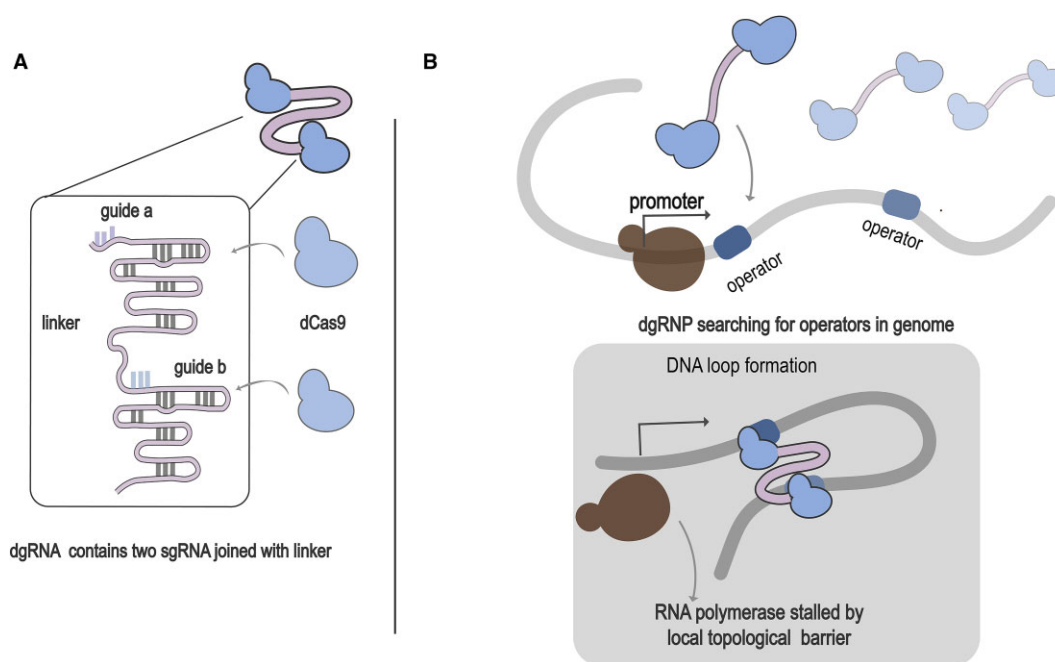 A
guide a
linker
dCas9
guide b
dgRNA contains two sgRNA joined with linker
B
promoter
operator
operator
dgRNP searching for operators in genome
DNA loop formation
RNA polymerase stalled by
local topological barrier